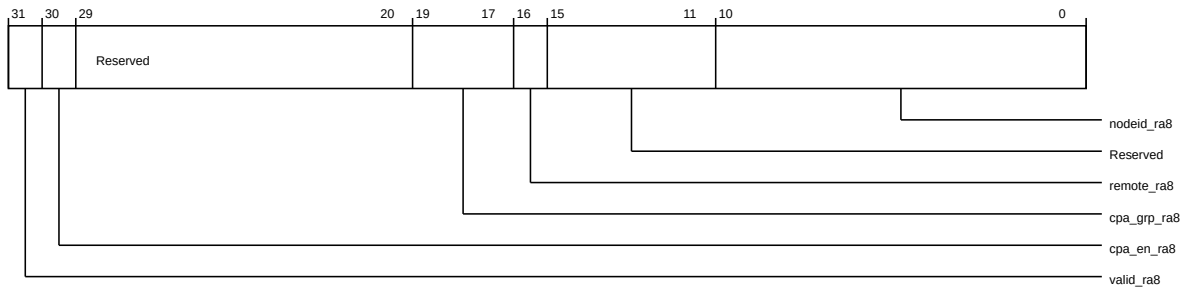 31 30 29 20 19 17 16 15 11 10 0
Reserved
nodeid_ra8
Reserved
remote_ra8
cpa_grp_ra8
cpa_en_ra8
valid_ra8